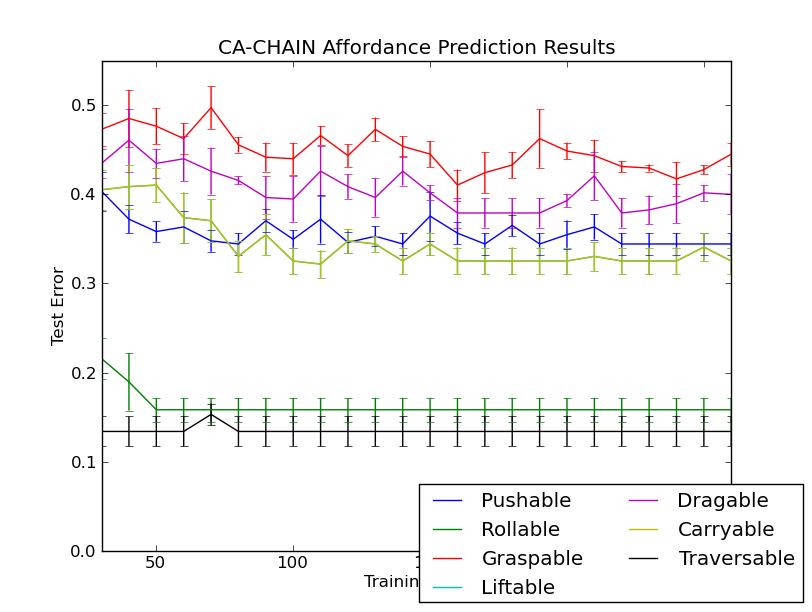 CA-CHAIN Affordance Prediction Results
0.5
0.4
0.3
0.2
0.1
0.0
Test Error
50
100
Pushable
Rollable
Graspable
Liftable
Dragable
Carryable
Traversable